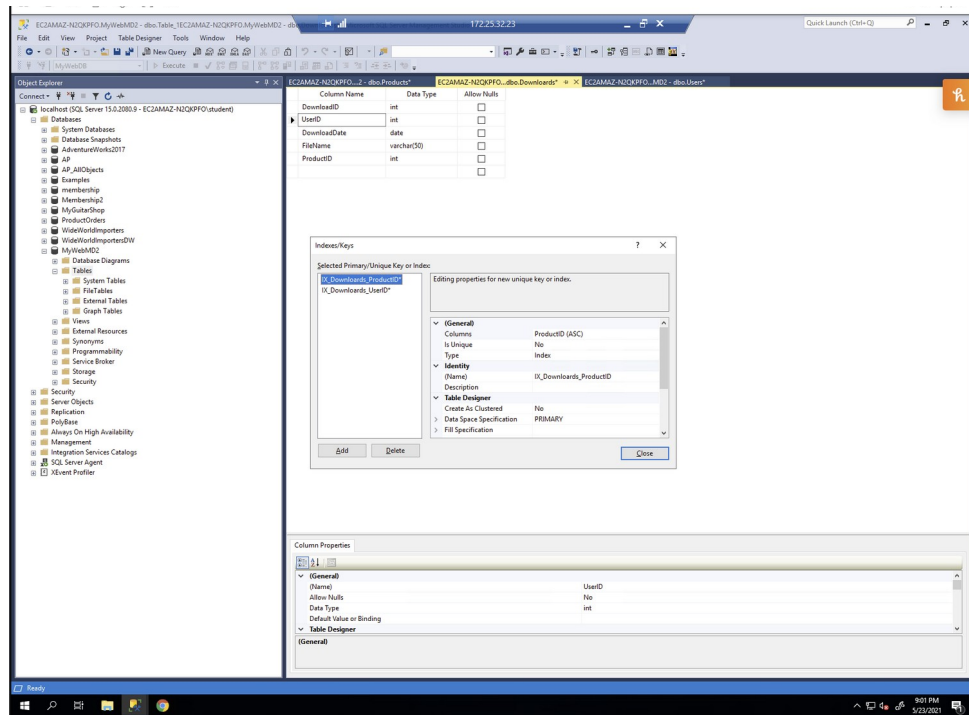 EC2AMAZ-N2QKPFO.MyWebMD2 - dbo.Table_1EC2AMAZ-N2QKPFO.MyWebMD2 - dbo
172.25.32.23
Quick Launch (Ctrl+Q)
File Edit View Project Table Designer Tools Window Help
New Query
MyWebDB
Execute
Object Explorer
EC2AMAZ-N2QKPFO....2 - dbo.Products*
EC2AMAZ-N2QKPFO...dbo.Downloards*
EC2AMAZ-N2QKPFO...MD2 - dbo.Users*
Connect
localhost (SQL Server 15.0.2080.9 - EC2AMAZ-N2QKPFO\student)
Databases
System Databases
Database Snapshots
AdventureWorks2017
AP
AP_AllObjects
Examples
membership
Membership2
MyGuitarShop
ProductOrders
WideWorldImporters
WideWorldImportersDW
MyWebMD2
Database Diagrams
Tables
System Tables
FileTables
External Tables
Graph Tables
Views
External Resources
Synonyms
Programmability
Service Broker
Storage
Security
Security
Server Objects
Replication
PolyBase
Always On High Availability
Management
Integration Services Catalogs
SQL Server Agent
XEvent Profiler
Column Name Data Type Allow Nulls
DownloadID int
UserID int
DownloadDate date
FileName varchar(50)
ProductID int
Indexes/Keys ? X
Selected Primary/Unique Key or Index:
IX_Downloards_ProductID*
IX_Downloards_UserID*
Editing properties for new unique key or index.
(General)
Columns ProductID (ASC)
Is Unique No
Type Index
Identity
(Name) IX_Downloards_ProductID
Description
Table Designer
Create As Clustered No
Data Space Specification PRIMARY
Fill Specification
Add Delete Close
Column Properties
(General)
(Name) UserID
Allow Nulls No
Data Type int
Default Value or Binding
Table Designer
(General)
Ready
9:01 PM
5/23/2021